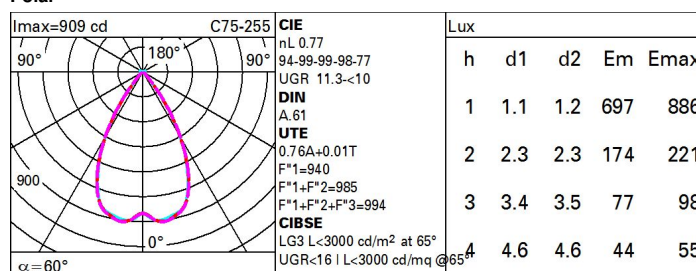 Imax=909 cd C75-255
90° 180° 90°
900
0°
α=60°
CIE
nL 0.77
94-99-99-98-77
UGR 11.3-<10
DIN
A.61
UTE
0.76A+0.01T
F"1=940
F"1+F"2=985
F"1+F"2+F"3=994
CIBSE
LG3 L<3000 cd/m² at 65°
UGR<16 | L<3000 cd/mq @65°
Lux
h d1 d2 Em Emax
1 1.1 1.2 697 886
2 2.3 2.3 174 221
3 3.4 3.5 77 98
4 4.6 4.6 44 55